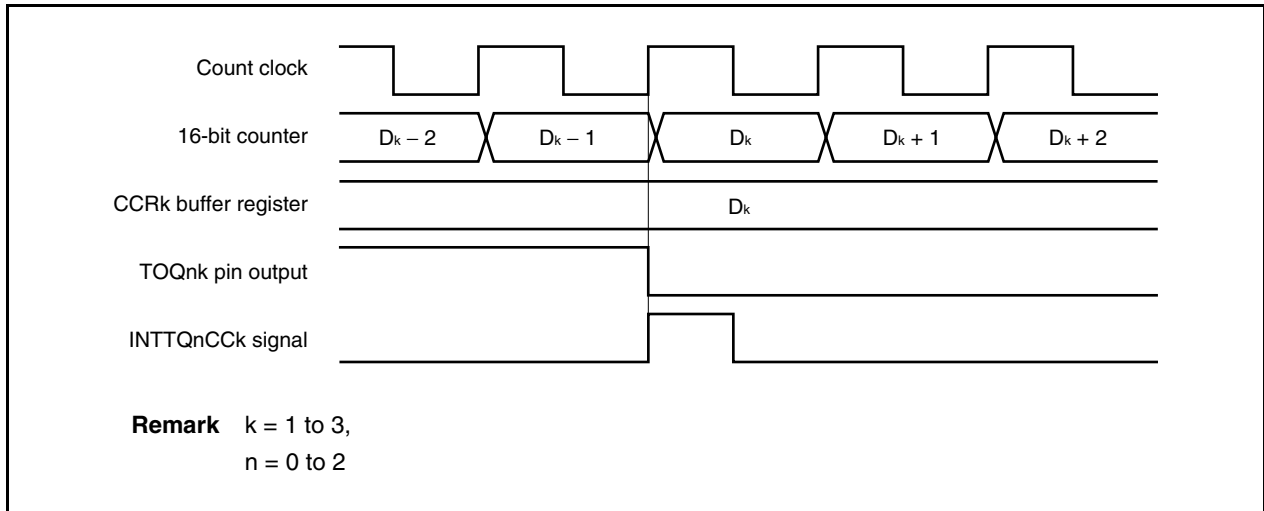 Count clock
16-bit counter Dk − 2 Dk − 1 Dk Dk + 1 Dk + 2
CCRk buffer register Dk
TOQnk pin output
INTTQnCCk signal
Remark k = 1 to 3,
n = 0 to 2